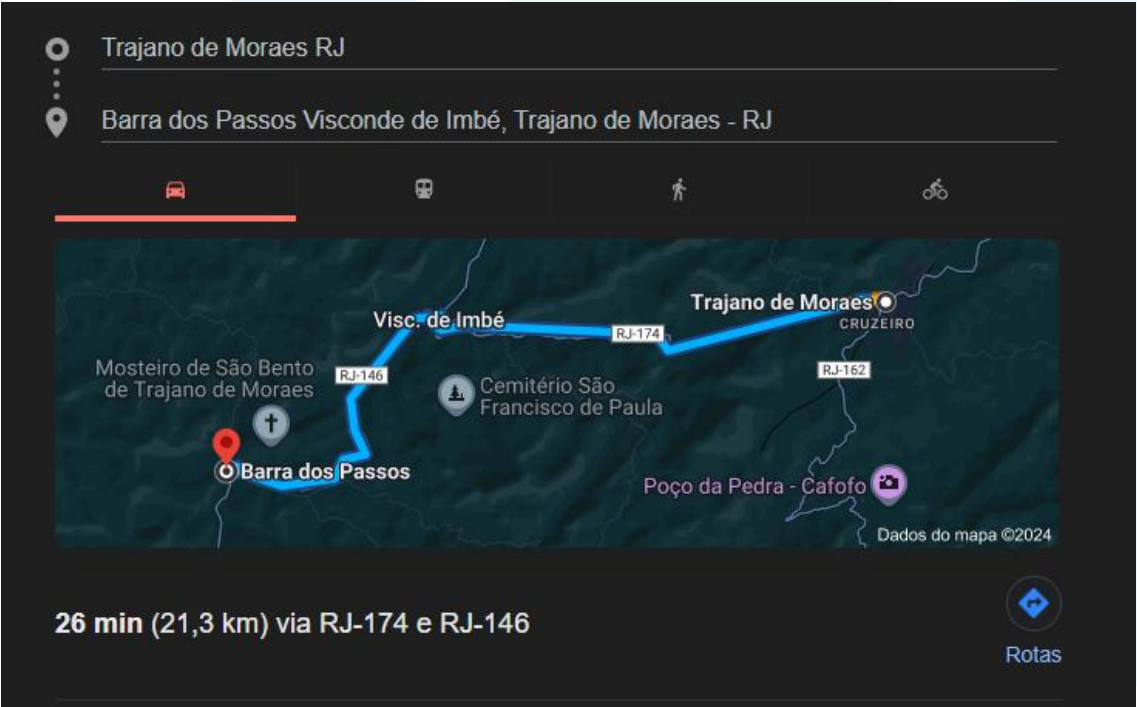 Trajano de Moraes RJ
Barra dos Passos Visconde de Imbé, Trajano de Moraes - RJ
Trajano de Moraes
CRUZEIRO
Visc. de Imbé
RJ-174
Mosteiro de São Bento
de Trajano de Moraes
RJ-146
RJ-162
Cemitério São
Francisco de Paula
Barra dos Passos
Poço da Pedra - Cafofo
Dados do mapa ©2024
26 min (21,3 km) via RJ-174 e RJ-146
Rotas